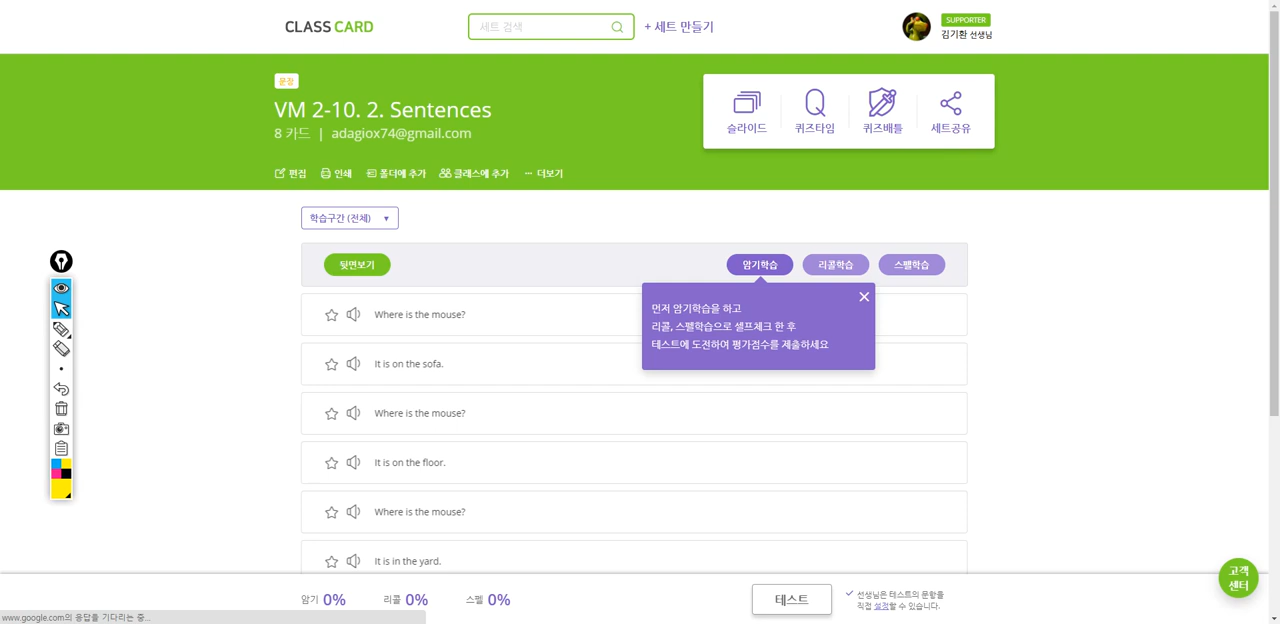 CLASS CARD
세트 검색
+ 세트 만들기
SUPPORTER
김기환 선생님
문장
VM 2-10. 2. Sentences
8 카드 | adagiox74@gmail.com
슬라이드
퀴즈타임
퀴즈배틀
세트공유
편집
인쇄
폴더에 추가
클래스에 추가
··· 더보기
학습구간 (전체) ▼
뒷면보기
암기학습
리콜학습
스펠학습
먼저 암기학습을 하고
리콜, 스펠학습으로 셀프체크 한 후
테스트에 도전하여 평가점수를 제출하세요
Where is the mouse?
It is on the sofa.
Where is the mouse?
It is on the floor.
Where is the mouse?
It is in the yard.
고객
센터
암기 0%
리콜 0%
스펠 0%
테스트
선생님은 테스트의 문항을
직접 설정할 수 있습니다.
www.google.com의 응답을 기다리는 중...